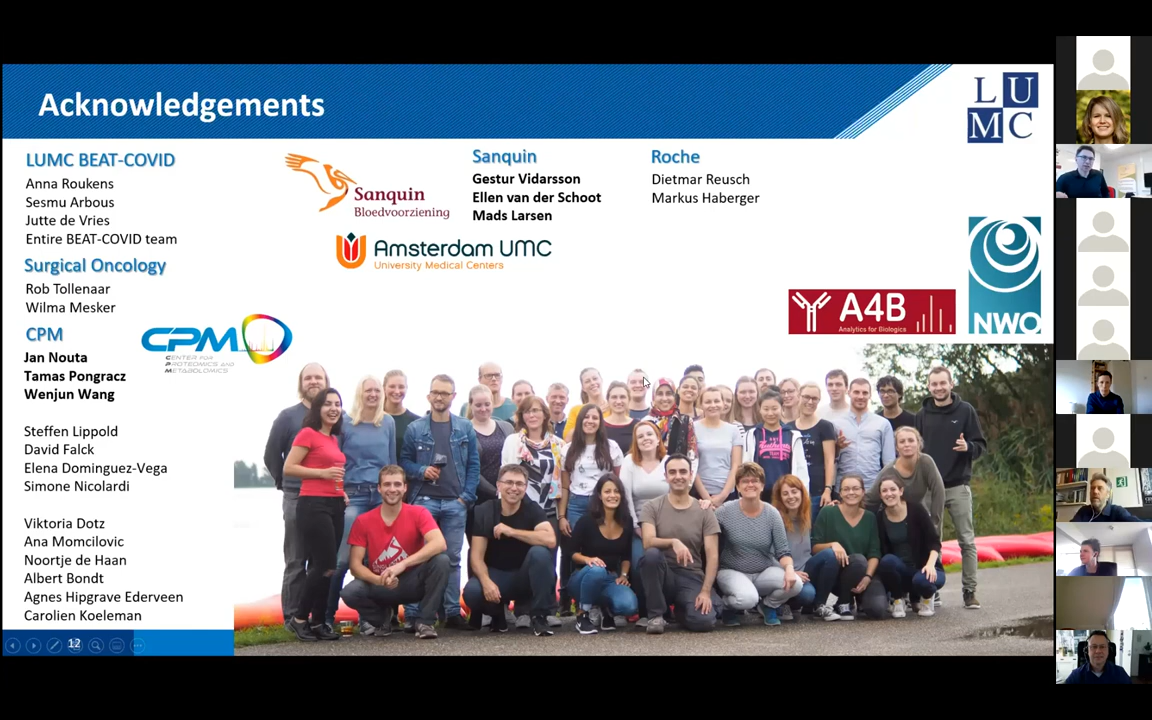 Acknowledgements
LU
MC
LUMC BEAT-COVID
Anna Roukens
Sesmu Arbous
Jutte de Vries
Entire BEAT-COVID team
Surgical Oncology
Rob Tollenaar
Wilma Mesker
CPM
Jan Nouta
Tamas Pongracz
Wenjun Wang
Steffen Lippold
David Falck
Elena Dominguez-Vega
Simone Nicolardi
Viktoria Dotz
Ana Momcilovic
Noortje de Haan
Albert Bondt
Agnes Hipgrave Ederveen
Carolien Koeleman
12
CPM
CENTER FOR
PROTEOMICS AND
METABOLOMICS
Sanquin
Bloedvoorziening
Amsterdam UMC
University Medical Centers
Sanquin
Gestur Vidarsson
Ellen van der Schoot
Mads Larsen
Roche
Dietmar Reusch
Markus Haberger
A4B
Analytics for Biologics
NWO